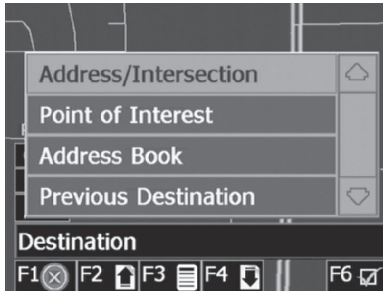 Address/Intersection
Point of Interest
Address Book
Previous Destination
Destination
F1 F2 F3 F4 F6